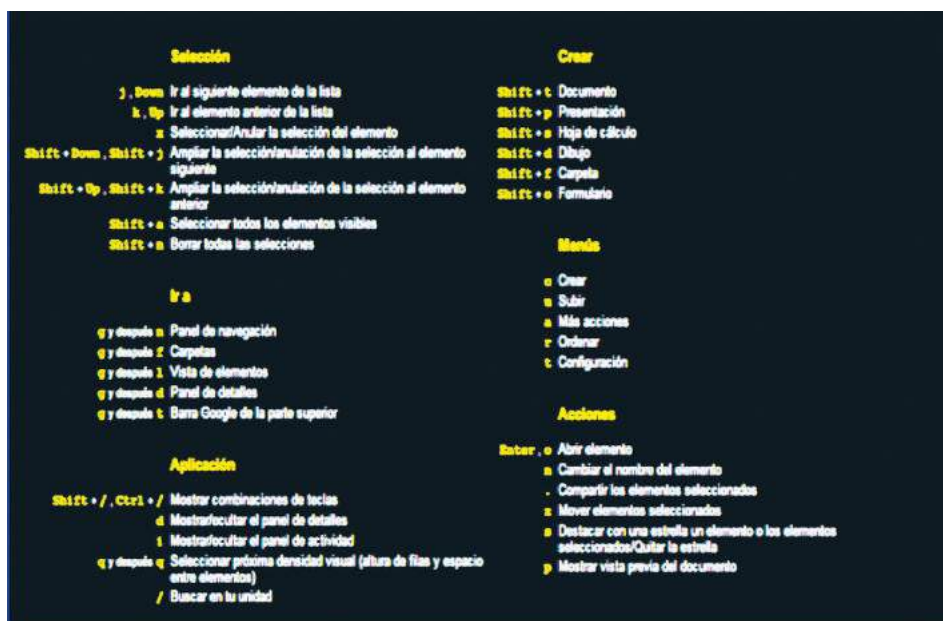 Selección
j , Down Ir al siguiente elemento de la lista
k , Up Ir al elemento anterior de la lista
x Seleccionar/Anular la selección del elemento
Shift + Down , Shift + j Ampliar la selección/anulación de la selección al elemento
siguiente
Shift + Up , Shift + k Ampliar la selección/anulación de la selección al elemento
anterior
Shift + a Seleccionar todos los elementos visibles
Shift + n Borrar todas las selecciones
Ir a
g y después n Panel de navegación
g y después f Carpetas
g y después l Vista de elementos
g y después d Panel de detalles
g y después t Barra Google de la parte superior
Aplicación
Shift + / , Ctrl + / Mostrar combinaciones de teclas
d Mostrar/ocultar el panel de detalles
i Mostrar/ocultar el panel de actividad
q y después q Seleccionar próxima densidad visual (altura de filas y espacio
entre elementos)
/ Buscar en tu unidad
Crear
Shift + t Documento
Shift + p Presentación
Shift + s Hoja de cálculo
Shift + d Dibujo
Shift + f Carpeta
Shift + o Formulario
Menús
c Crear
u Subir
a Más acciones
r Ordenar
t Configuración
Acciones
Enter , o Abrir elemento
n Cambiar el nombre del elemento
. Compartir los elementos seleccionados
z Mover elementos seleccionados
s Destacar con una estrella un elemento o los elementos
seleccionados/Quitar la estrella
p Mostrar vista previa del documento